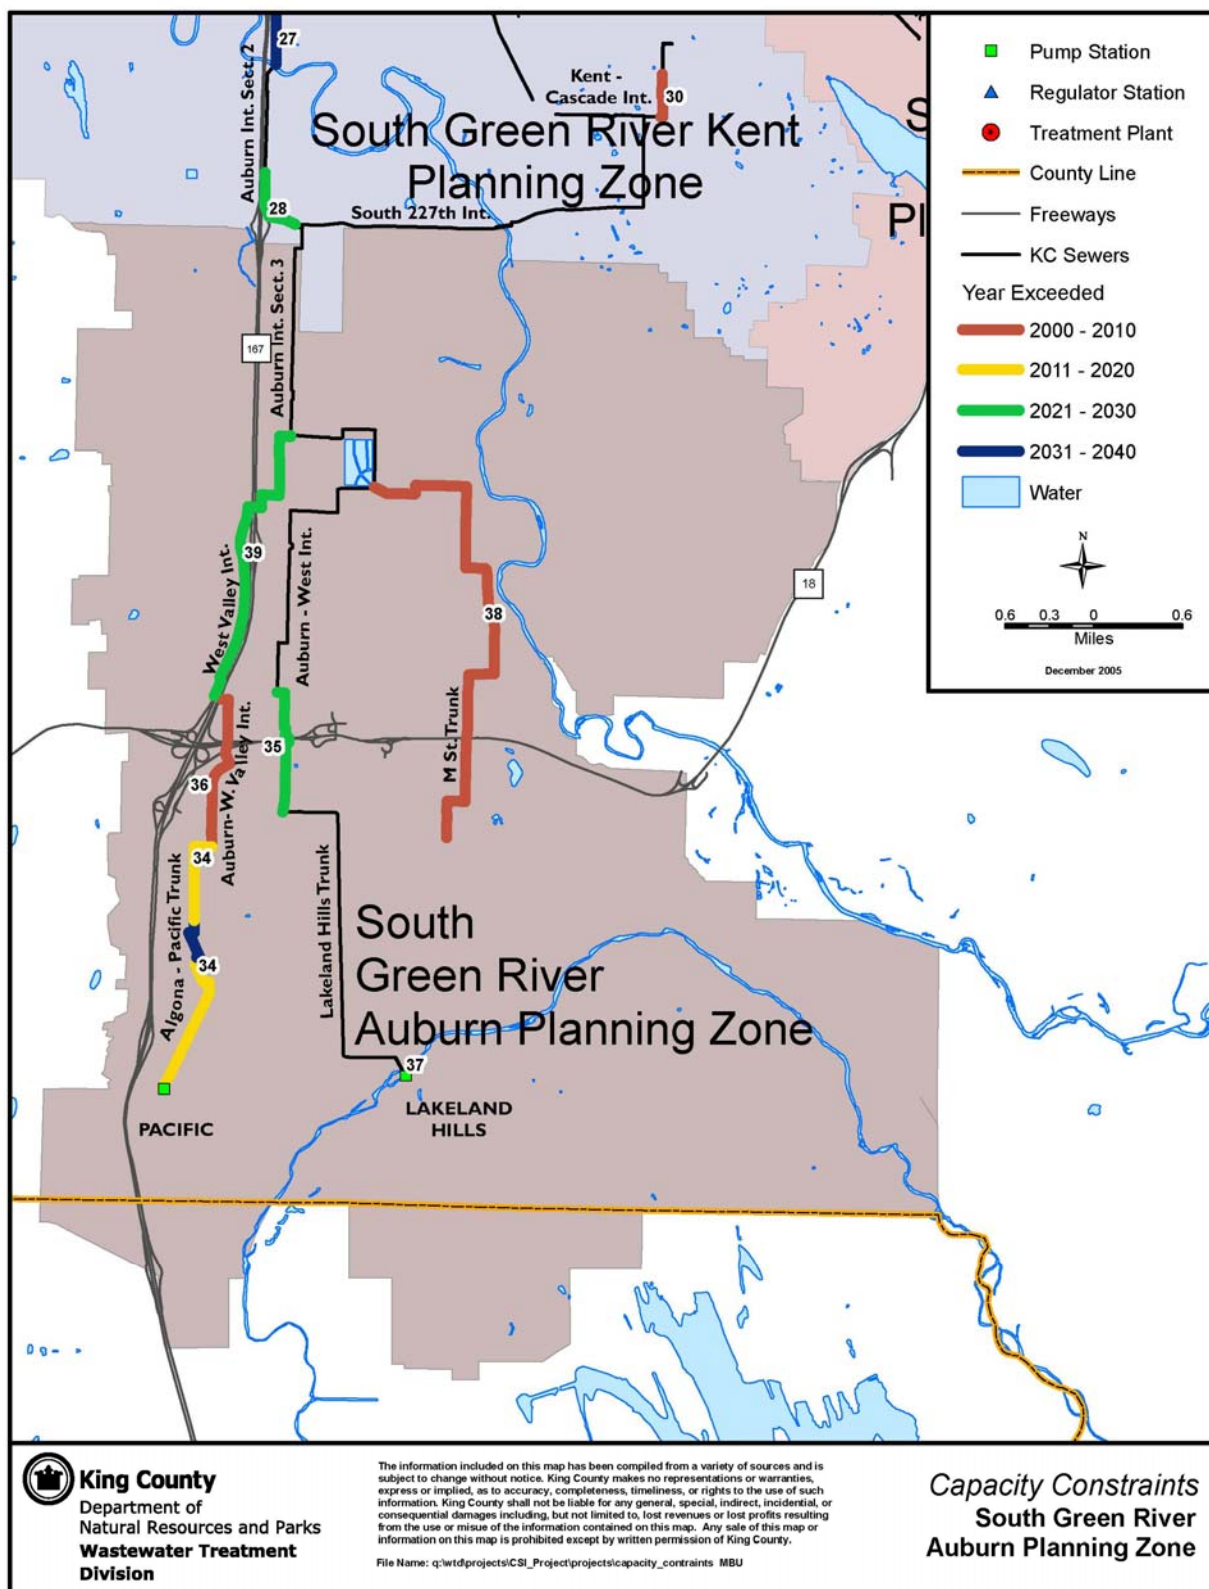 27
Auburn Int. Sect. 2
Kent -
Cascade Int.
30
South Green River Kent
Planning Zone
28
South 227th Int.
S
Pl
Auburn Int. Sect. 3
167
39
West Valley Int.
Auburn - West Int.
38
18
M St. Trunk
35
36
Auburn-W. Valley Int.
34
Algona - Pacific Trunk
34
Lakeland Hills Trunk
South
Green River
Auburn Planning Zone
37
PACIFIC
LAKELAND
HILLS
Pump Station
Regulator Station
Treatment Plant
County Line
Freeways
KC Sewers
Year Exceeded
2000 - 2010
2011 - 2020
2021 - 2030
2031 - 2040
Water
N
0.6 0.3 0 0.6
Miles
December 2005
King County
Department of
Natural Resources and Parks
Wastewater Treatment
Division
The information included on this map has been compiled from a variety of sources and is
subject to change without notice. King County makes no representations or warranties,
express or implied, as to accuracy, completeness, timeliness, or rights to the use of such
information. King County shall not be liable for any general, special, indirect, incidental, or
consequential damages including, but not limited to, lost revenues or lost profits resulting
from the use or misue of the information contained on this map. Any sale of this map or
information on this map is prohibited except by written permission of King County.
File Name: q:\wtd\projects\CSI_Project\projects\capacity_contraints MBU
Capacity Constraints
South Green River
Auburn Planning Zone